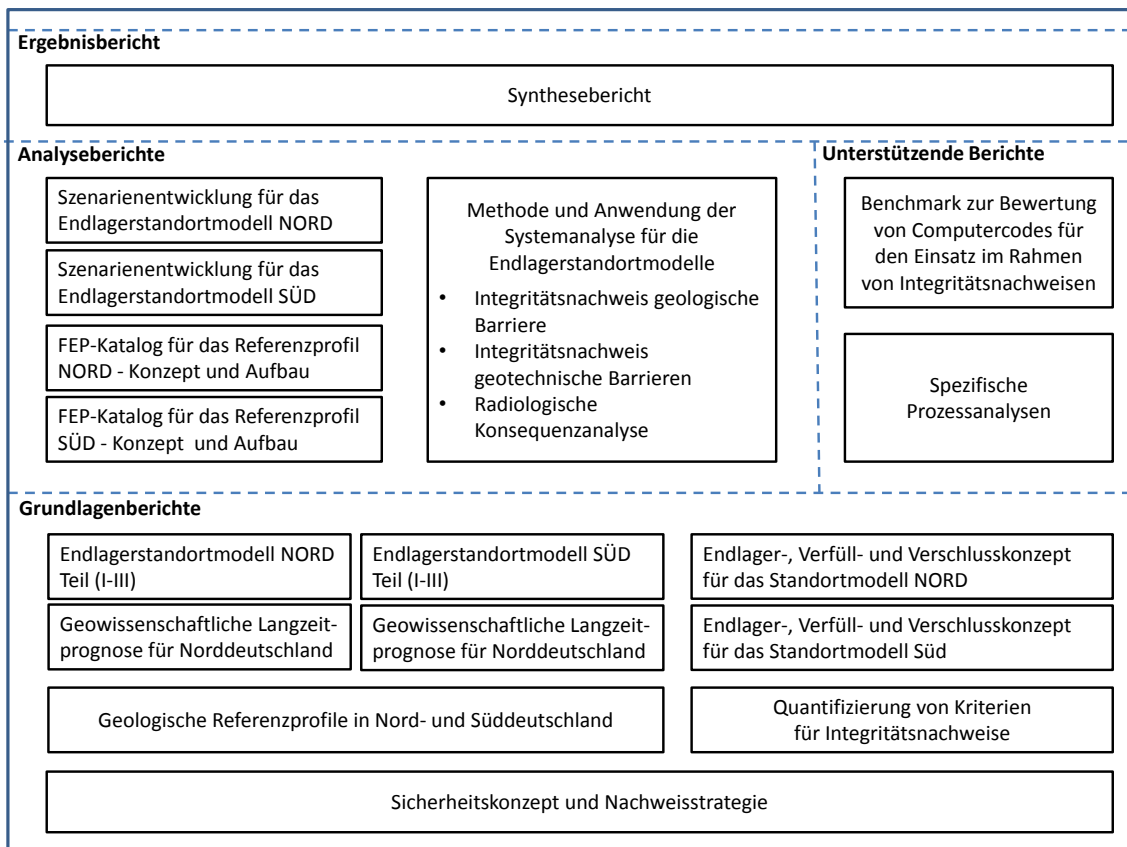 Ergebnisbericht
Synthesebericht
Analyseberichte
Szenarienentwicklung für das
Endlagerstandortmodell NORD
Szenarienentwicklung für das
Endlagerstandortmodell SÜD
FEP-Katalog für das Referenzprofil
NORD - Konzept und Aufbau
FEP-Katalog für das Referenzprofil
SÜD - Konzept und Aufbau
Methode und Anwendung der
Systemanalyse für die
Endlagerstandortmodelle
• Integritätsnachweis geologische
Barriere
• Integritätsnachweis
geotechnische Barrieren
• Radiologische
Konsequenzanalyse
Unterstützende Berichte
Benchmark zur Bewertung
von Computercodes für
den Einsatz im Rahmen
von Integritätsnachweisen
Spezifische
Prozessanalysen
Grundlagenberichte
Endlagerstandortmodell NORD
Teil (I-III)
Endlagerstandortmodell SÜD
Teil (I-III)
Endlager-, Verfüll- und Verschlusskonzept
für das Standortmodell NORD
Geowissenschaftliche Langzeit-
prognose für Norddeutschland
Geowissenschaftliche Langzeit-
prognose für Norddeutschland
Endlager-, Verfüll- und Verschlusskonzept
für das Standortmodell Süd
Geologische Referenzprofile in Nord- und Süddeutschland
Quantifizierung von Kriterien
für Integritätsnachweise
Sicherheitskonzept und Nachweisstrategie